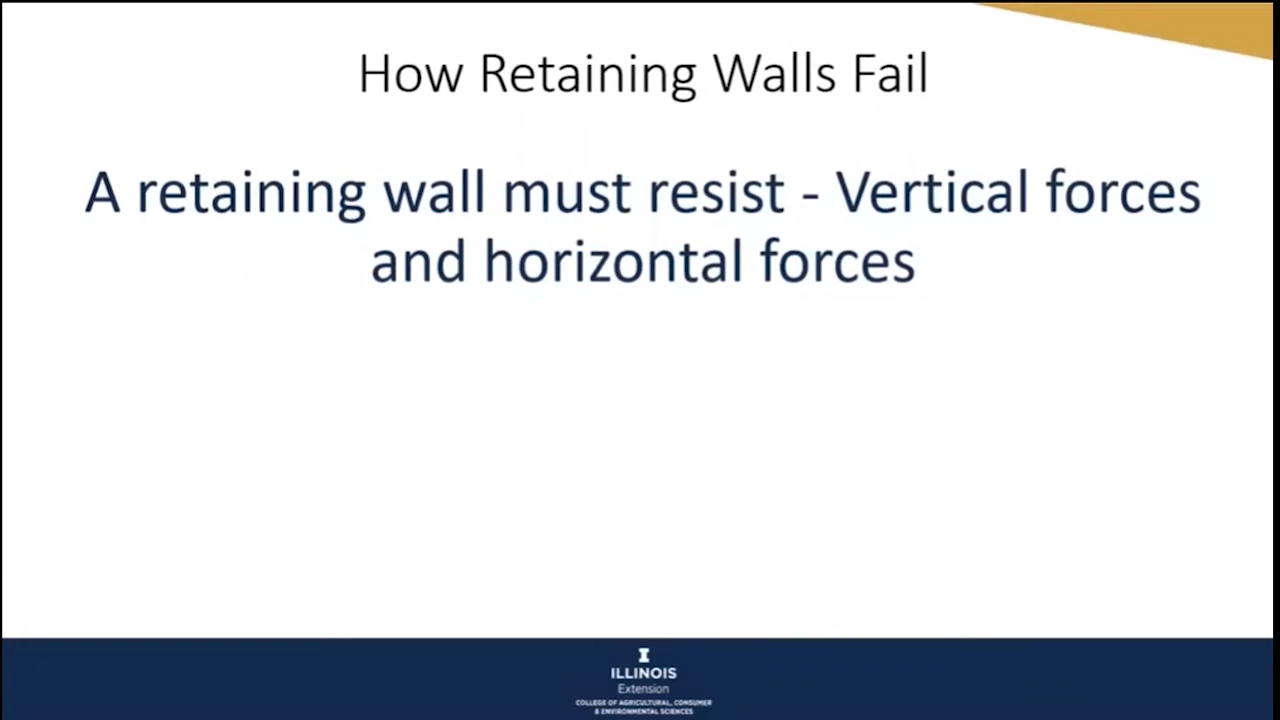 How Retaining Walls Fail
A retaining wall must resist - Vertical forces
and horizontal forces
I
ILLINOIS
Extension
COLLEGE OF AGRICULTURAL, CONSUMER
& ENVIRONMENTAL SCIENCES